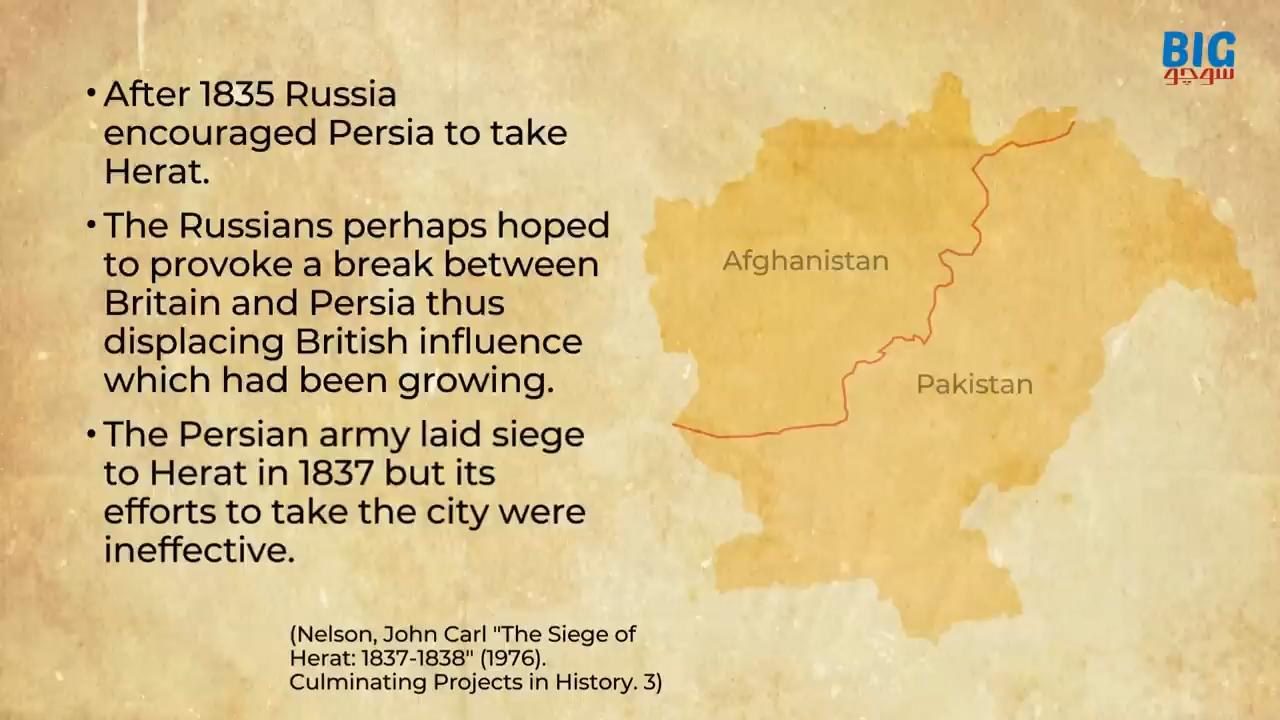 BIG
سوچو
• After 1835 Russia
encouraged Persia to take
Herat.
• The Russians perhaps hoped
to provoke a break between
Britain and Persia thus
displacing British influence
which had been growing.
• The Persian army laid siege
to Herat in 1837 but its
efforts to take the city were
ineffective.
Afghanistan
Pakistan
(Nelson, John Carl "The Siege of
Herat: 1837-1838" (1976).
Culminating Projects in History. 3)